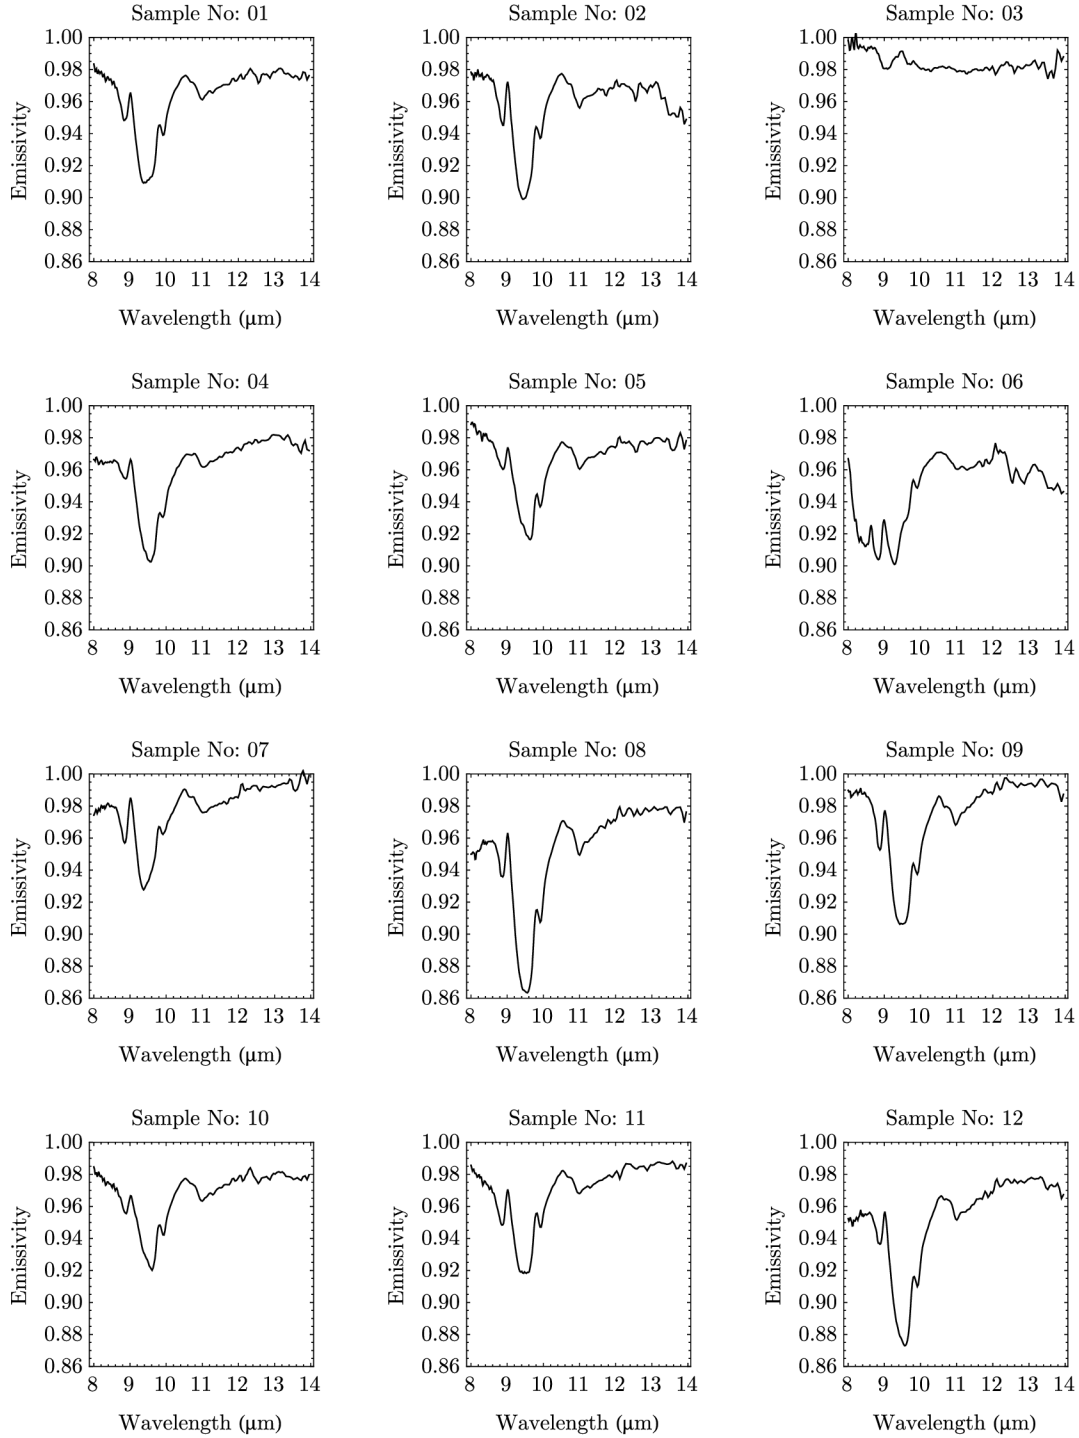 Sample No: 01
Sample No: 02
Sample No: 03
1.00
0.98
0.96
0.94
0.92
0.90
0.88
0.86
Emissivity
8 9 10 11 12 13 14
Wavelength (μm)
1.00
0.98
0.96
0.94
0.92
0.90
0.88
0.86
Emissivity
8 9 10 11 12 13 14
Wavelength (μm)
1.00
0.98
0.96
0.94
0.92
0.90
0.88
0.86
Emissivity
8 9 10 11 12 13 14
Wavelength (μm)
Sample No: 04
Sample No: 05
Sample No: 06
1.00
0.98
0.96
0.94
0.92
0.90
0.88
0.86
Emissivity
8 9 10 11 12 13 14
Wavelength (μm)
1.00
0.98
0.96
0.94
0.92
0.90
0.88
0.86
Emissivity
8 9 10 11 12 13 14
Wavelength (μm)
1.00
0.98
0.96
0.94
0.92
0.90
0.88
0.86
Emissivity
8 9 10 11 12 13 14
Wavelength (μm)
Sample No: 07
Sample No: 08
Sample No: 09
1.00
0.98
0.96
0.94
0.92
0.90
0.88
0.86
Emissivity
8 9 10 11 12 13 14
Wavelength (μm)
1.00
0.98
0.96
0.94
0.92
0.90
0.88
0.86
Emissivity
8 9 10 11 12 13 14
Wavelength (μm)
1.00
0.98
0.96
0.94
0.92
0.90
0.88
0.86
Emissivity
8 9 10 11 12 13 14
Wavelength (μm)
Sample No: 10
Sample No: 11
Sample No: 12
1.00
0.98
0.96
0.94
0.92
0.90
0.88
0.86
Emissivity
8 9 10 11 12 13 14
Wavelength (μm)
1.00
0.98
0.96
0.94
0.92
0.90
0.88
0.86
Emissivity
8 9 10 11 12 13 14
Wavelength (μm)
1.00
0.98
0.96
0.94
0.92
0.90
0.88
0.86
Emissivity
8 9 10 11 12 13 14
Wavelength (μm)